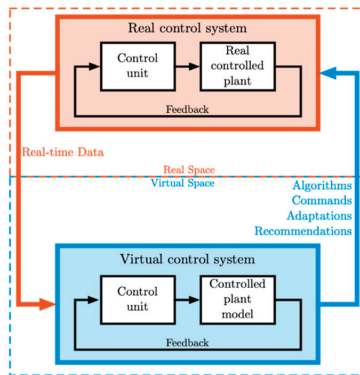 Real control system
Control
unit
Real
controlled
plant
Feedback
Real-time Data
Real Space
Virtual Space
Algorithms
Commands
Adaptations
Recommendations
Virtual control system
Control
unit
Controlled
plant
model
Feedback